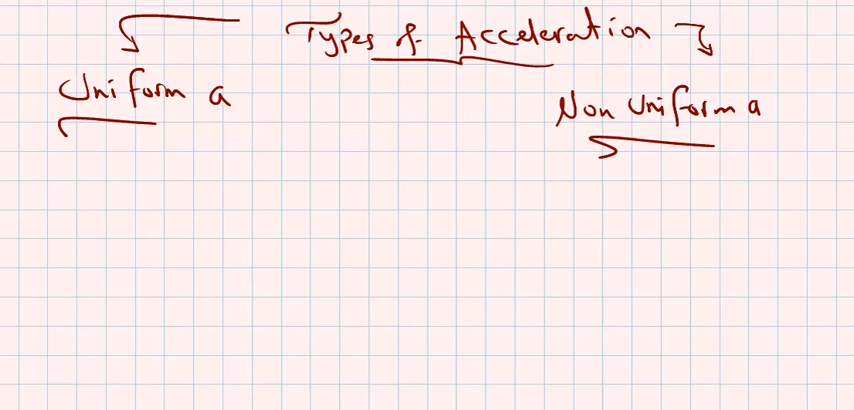 Types of Acceleration
Uniform a
Non Uniform a